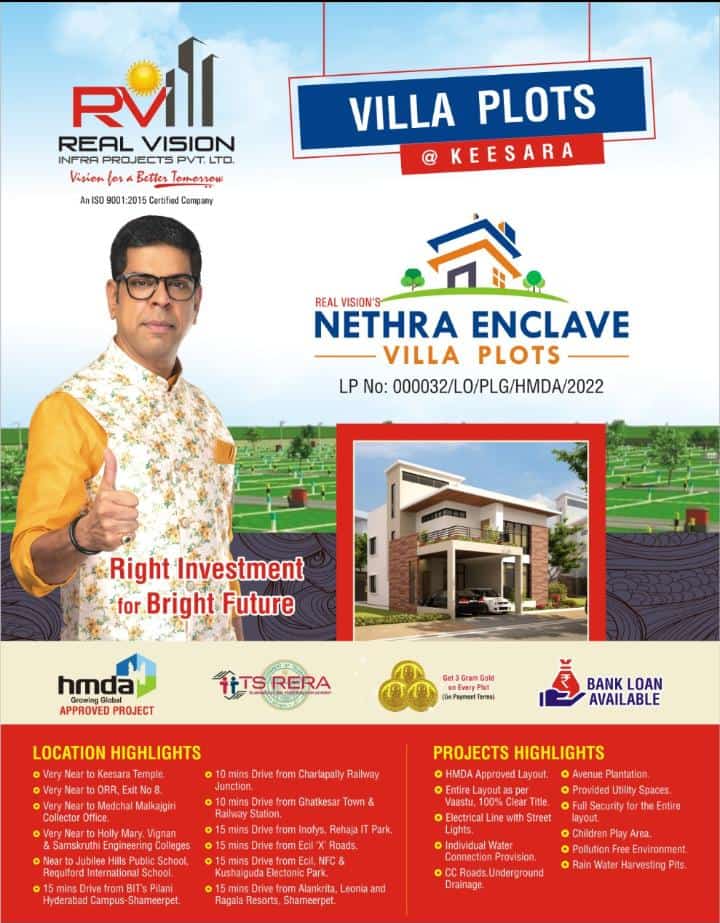 RV
REAL VISION
INFRA PROJECTS PVT. LTD.
Vision for a Better Tomorrow
An ISO 9001:2015 Certified Company
VILLA PLOTS
@ KEESARA
REAL VISION'S
NETHRA ENCLAVE
VILLA PLOTS
LP No: 000032/LO/PLG/HMDA/2022
Right Investment
for Bright Future
hmda
Growing Global
APPROVED PROJECT
TS RERA
Get 3 Gram Gold
on Every Plot
(On Payment Terms)
BANK LOAN
AVAILABLE
LOCATION HIGHLIGHTS
Very Near to Keesara Temple.
Very Near to ORR, Exit No 8.
Very Near to Medchal Malkajgiri
Collector Office.
Very Near to Holly Mary, Vignan
& Samskruthi Engineering Colleges
Near to Jubilee Hills Public School,
Requlford International School.
15 mins Drive from BIT's Pilani
Hyderabad Campus-Shameerpet.
10 mins Drive from Charlapally Railway
Junction.
10 mins Drive from Ghatkesar Town &
Railway Station.
15 mins Drive from Inofys, Rehaja IT Park.
15 mins Drive from Ecil 'X' Roads.
15 mins Drive from Ecil, NFC &
Kushaiguda Electonic Park.
15 mins Drive from Alankrita, Leonia and
Ragala Resorts, Shameerpet.
PROJECTS HIGHLIGHTS
HMDA Approved Layout.
Entire Layout as per
Vaastu, 100% Clear Title.
Electrical Line with Street
Lights.
Individual Water
Connection Provision.
CC Roads.Underground
Drainage.
Avenue Plantation.
Provided Utility Spaces.
Full Security for the Entire
layout.
Children Play Area.
Pollution Free Environment.
Rain Water Harvesting Pits.